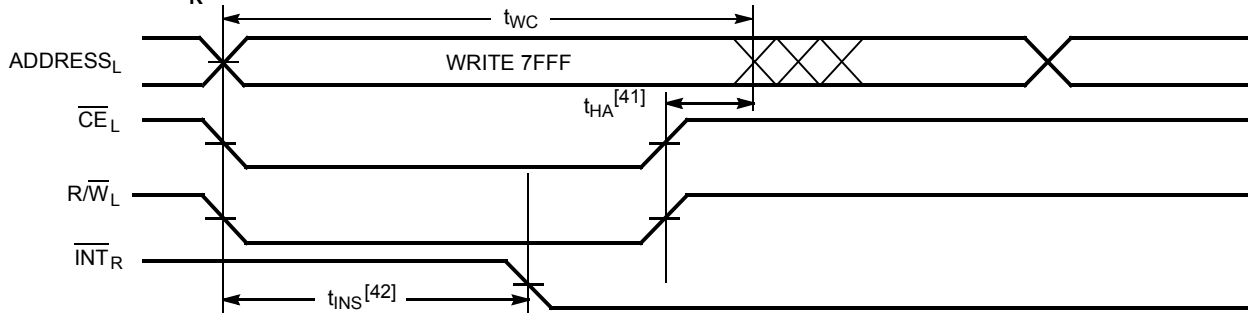 R
tWC
ADDRESSL
WRITE 7FFF
tHA[41]
CEL
R/WL
INTR
tINS[42]